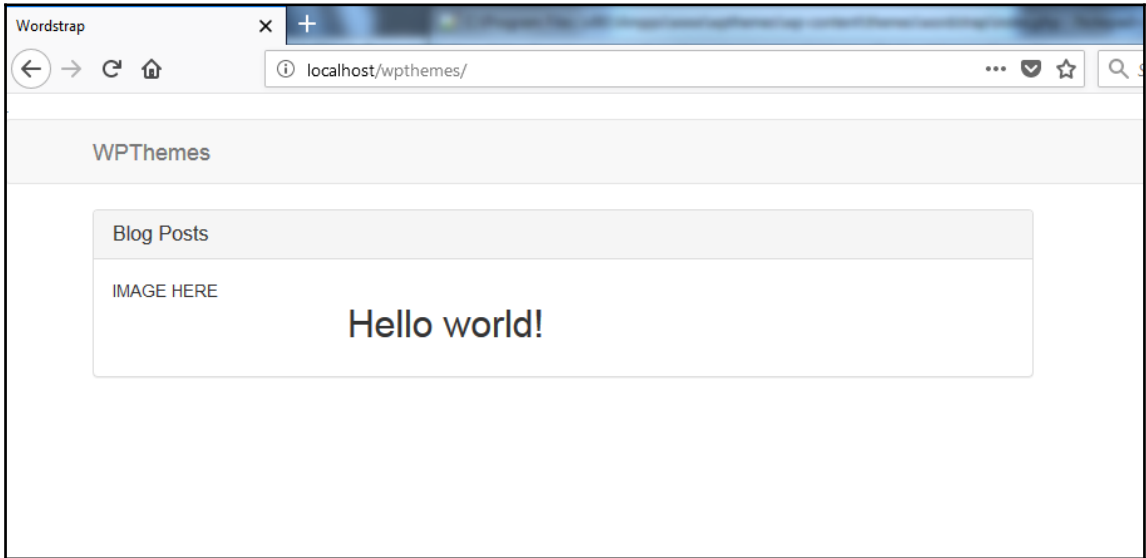 Wordstrap
localhost/wpthemes/
WPThemes
Blog Posts
IMAGE HERE
Hello world!